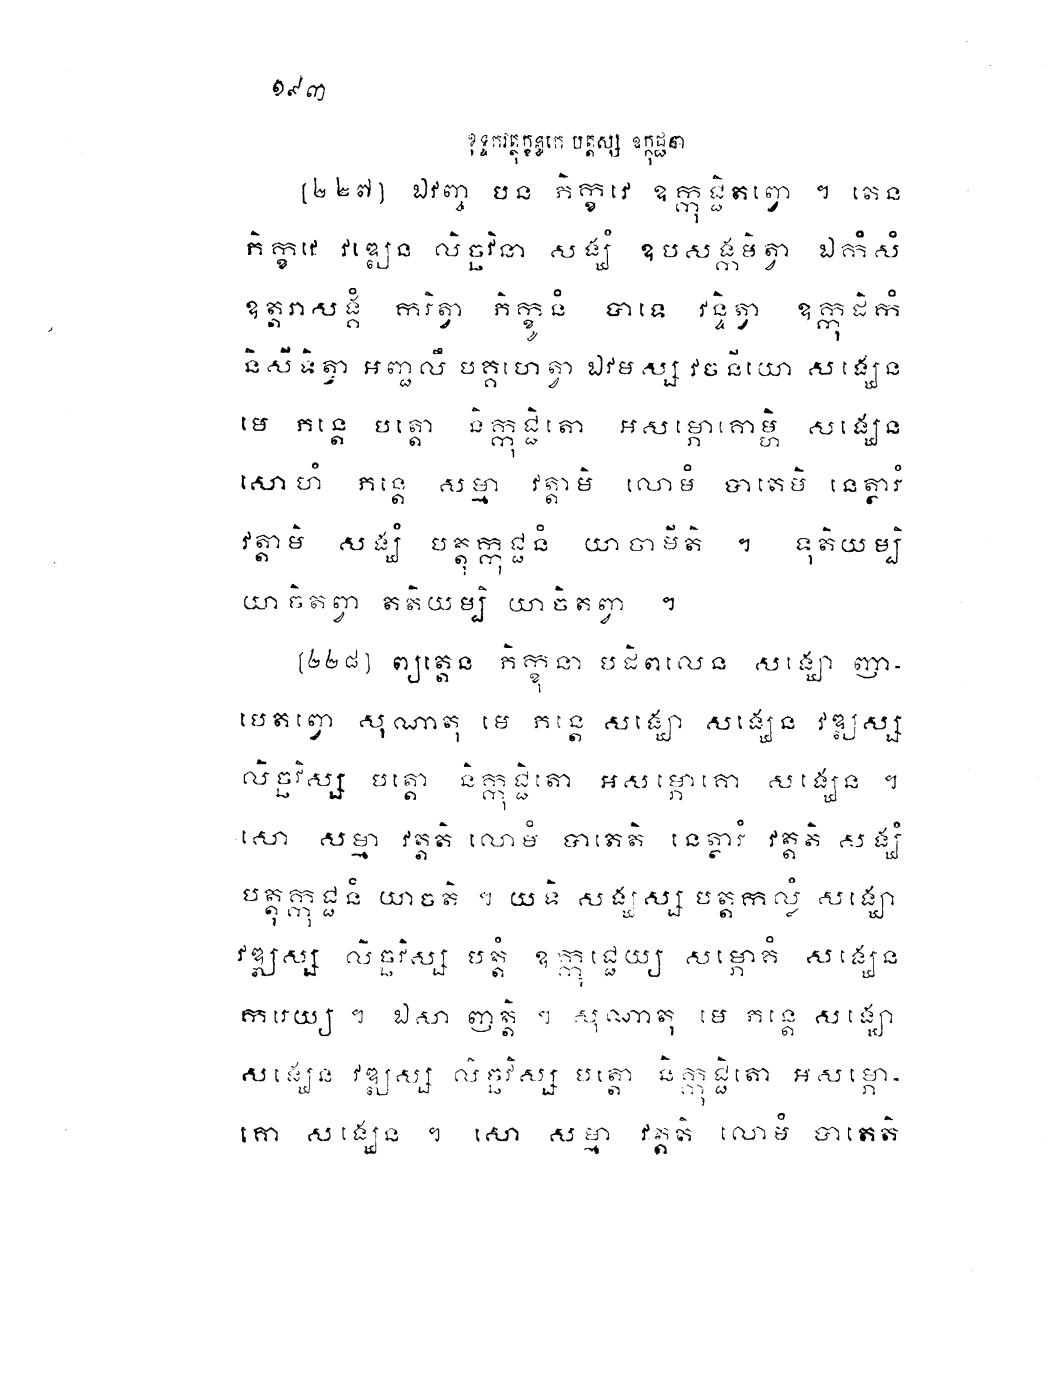 ១៩៣
ខុទ្ទកវត្ថុក្ខន្ធកេ បត្តស្ស ឧក្កុជ្ជនា
(២២៧) ឯវញ្ច បន ភិក្ខវេ ឧក្កុជ្ជិតព្វោ ។ តេន
ភិក្ខវេ វឌ្ឍេន លិច្ឆវិនា សង្ឃំ ឧបសង្កមិត្វា ឯកំសំ
ឧត្តរាសង្គំ ការិត្វា ភិក្ខូនំ បាទេ វន្ទិត្វា ឧក្កុដិកំ
និសីទិត្វា អញ្ជលឹ បគ្គហេត្វា ឯវមស្ស វចនីយោ សង្ឃេន
មេ ភន្តេ បត្តោ និក្កុជ្ជិតោ អសម្ភោគោម្ហិ សង្ឃេន
សោហំ ភន្តេ សម្មា វត្តាមិ លោមំ បាតេមិ នេត្ថារំ
វត្តាមិ សង្ឃំ បត្តុក្កុជ្ជនំ យាចាមីតិ ។ ទុតិយម្បិ
យាចិតព្វា តតិយម្បិ យាចិតព្វា ។
(២២៨) ព្យត្តេន ភិក្ខុនា បដិពលេន សង្ឃោ ញា-
បេតព្វោ សុណាតុ មេ ភន្តេ សង្ឃោ សង្ឃេន វឌ្ឍស្ស
លិច្ឆវិស្ស បត្តោ និក្កុជ្ជិតោ អសម្ភោគោ សង្ឃេន ។
សោ សម្មា វត្តតិ លោមំ បាតេតិ នេត្ថារំ វត្តតិ សង្ឃំ
បត្តុក្កុជ្ជនំ យាចតិ ។ យទិ សង្ឃស្ស បត្តកល្លំ សង្ឃោ
វឌ្ឍស្ស លិច្ឆវិស្ស បត្តំ ឧក្កុជ្ជេយ្យ សម្ភោគំ សង្ឃេន
ការេយ្យ ។ ឯសា ញត្តិ ។ សុណាតុ មេ ភន្តេ សង្ឃោ
សង្ឃេន វឌ្ឍស្ស លិច្ឆវិស្ស បត្តោ និក្កុជ្ជិតោ អសម្ភោ-
គោ សង្ឃេន ។ សោ សម្មា វត្តតិ លោមំ បាតេតិ